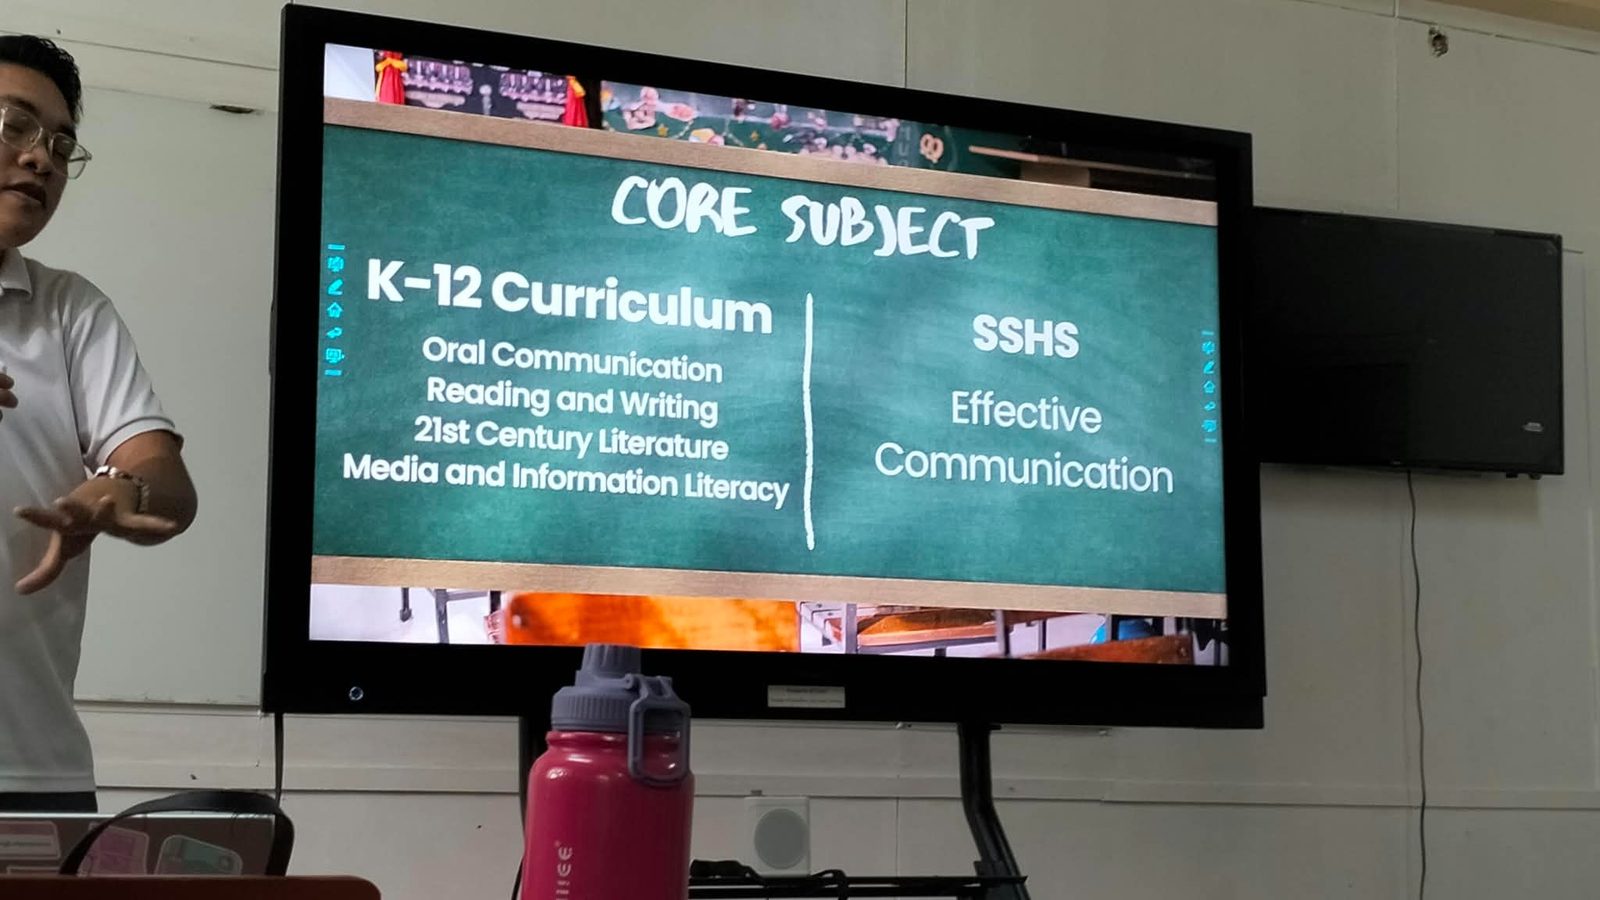 CORE SUBJECT
K-12 Curriculum
Oral Communication
Reading and Writing
21st Century Literature
Media and Information Literacy
SSHS
Effective
Communication